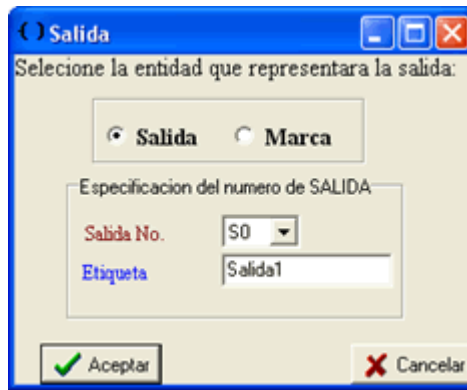 ( ) Salida
Selecione la entidad que representara la salida:
Salida Marca
Especificacion del numero de SALIDA
Salida No. S0
Etiqueta Salida1
Aceptar Cancelar